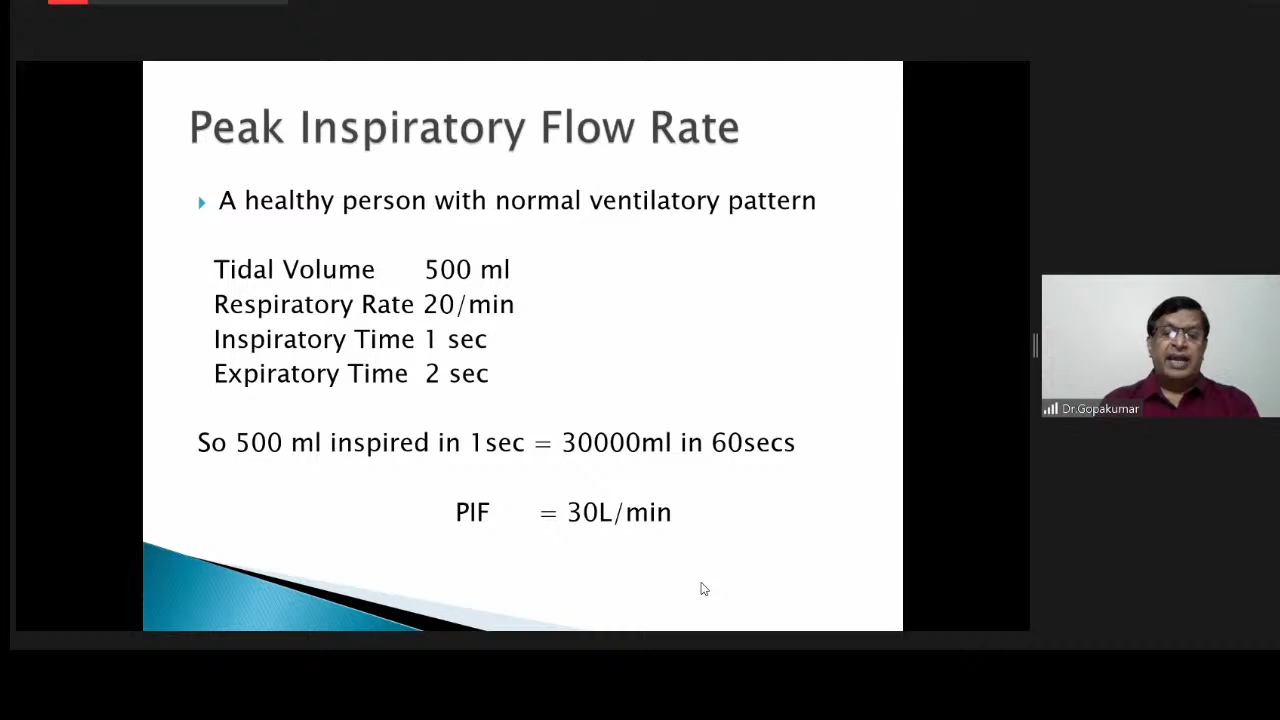 Peak Inspiratory Flow Rate
A healthy person with normal ventilatory pattern
Tidal Volume 500 ml
Respiratory Rate 20/min
Inspiratory Time 1 sec
Expiratory Time 2 sec
So 500 ml inspired in 1sec = 30000ml in 60secs
PIF = 30L/min
Dr.Gopakumar